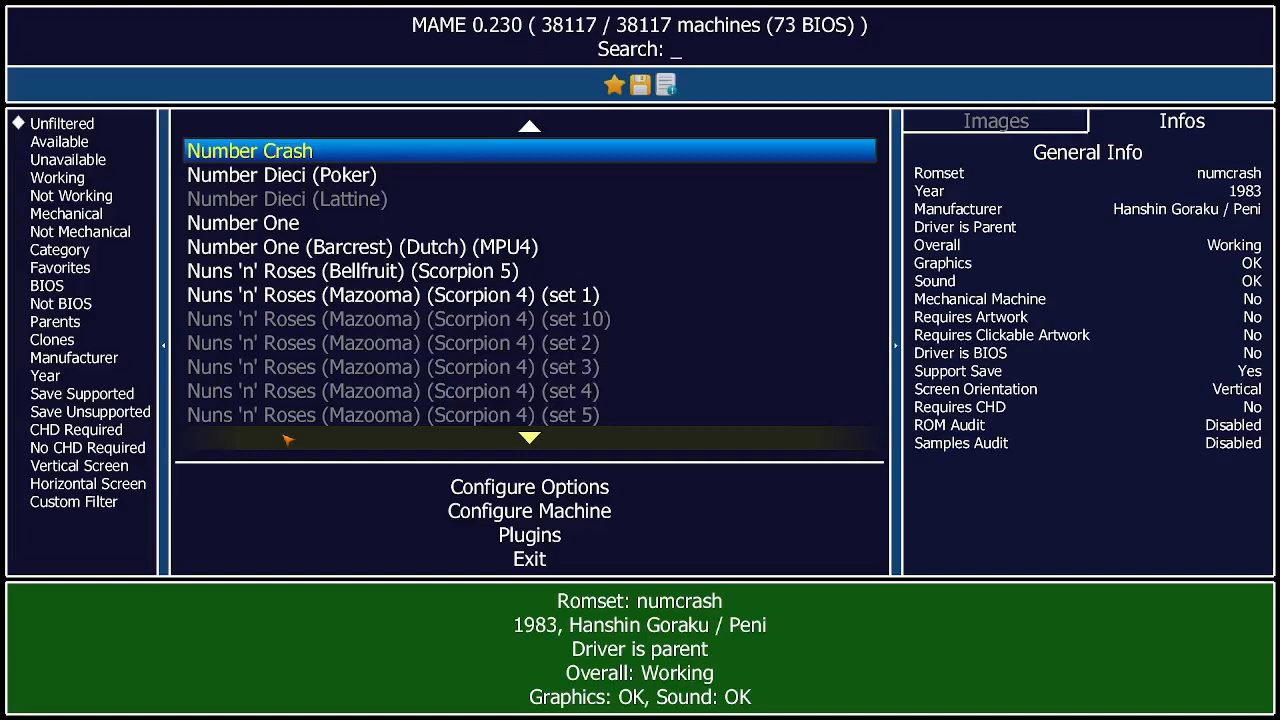 MAME 0.230 ( 38117 / 38117 machines (73 BIOS) )
Search: _
Unfiltered
Available
Unavailable
Working
Not Working
Mechanical
Not Mechanical
Category
Favorites
BIOS
Not BIOS
Parents
Clones
Manufacturer
Year
Save Supported
Save Unsupported
CHD Required
No CHD Required
Vertical Screen
Horizontal Screen
Custom Filter
Number Crash
Number Dieci (Poker)
Number Dieci (Lattine)
Number One
Number One (Barcrest) (Dutch) (MPU4)
Nuns 'n' Roses (Bellfruit) (Scorpion 5)
Nuns 'n' Roses (Mazooma) (Scorpion 4) (set 1)
Nuns 'n' Roses (Mazooma) (Scorpion 4) (set 10)
Nuns 'n' Roses (Mazooma) (Scorpion 4) (set 2)
Nuns 'n' Roses (Mazooma) (Scorpion 4) (set 3)
Nuns 'n' Roses (Mazooma) (Scorpion 4) (set 4)
Nuns 'n' Roses (Mazooma) (Scorpion 4) (set 5)
Configure Options
Configure Machine
Plugins
Exit
Images Infos
General Info
Romset numcrash
Year 1983
Manufacturer Hanshin Goraku / Peni
Driver is Parent
Overall Working
Graphics OK
Sound OK
Mechanical Machine No
Requires Artwork No
Requires Clickable Artwork No
Driver is BIOS No
Support Save Yes
Screen Orientation Vertical
Requires CHD No
ROM Audit Disabled
Samples Audit Disabled
Romset: numcrash
1983, Hanshin Goraku / Peni
Driver is parent
Overall: Working
Graphics: OK, Sound: OK